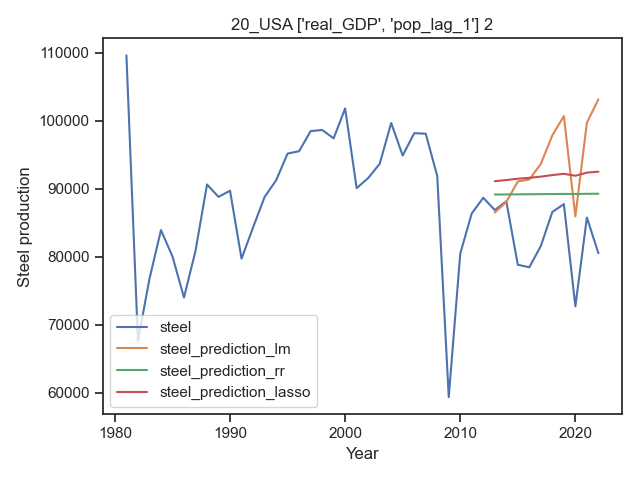 20_USA ['real_GDP', 'pop_lag_1'] 2
110000
100000
90000
80000
70000
60000
Steel production
steel
steel_prediction_lm
steel_prediction_rr
steel_prediction_lasso
1980
1990
2000
2010
2020
Year